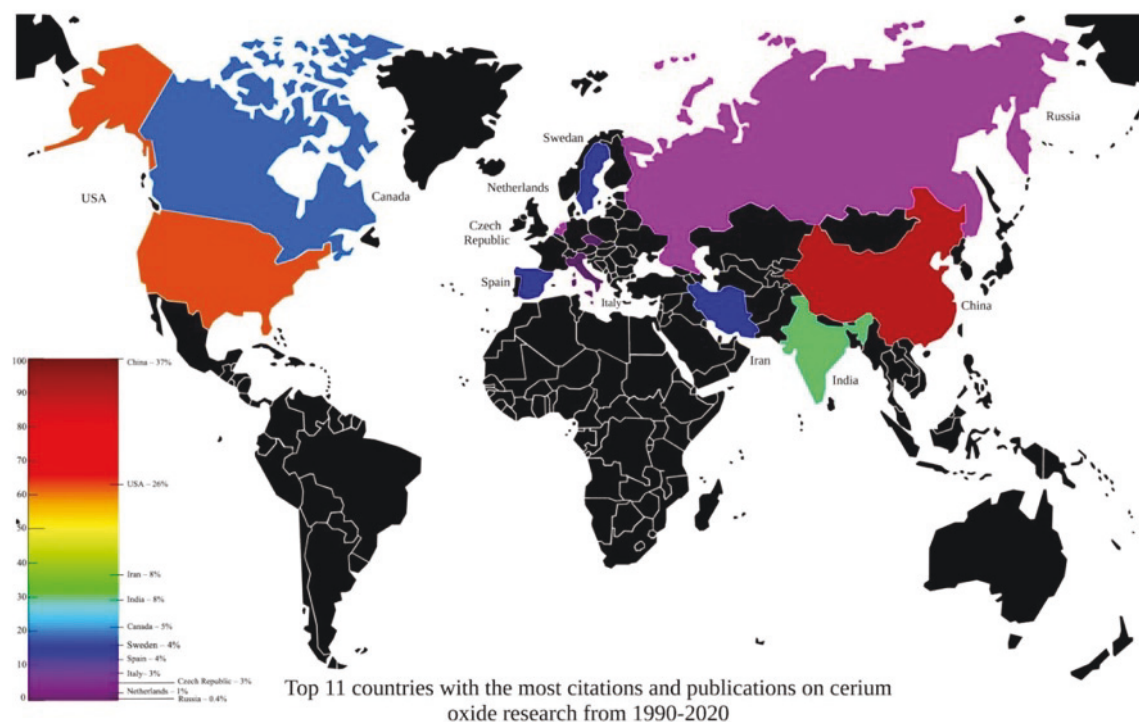 Swedan
Russia
Netherlands
USA
Canada
Czech
Republic
Spain
Italy
China
Iran
India
100
90
80
70
60
50
40
30
20
10
0
China – 37%
USA – 26%
Iran – 8%
India – 8%
Canada – 5%
Sweden – 4%
Spain – 4%
Italy– 3%
Czech Republic – 3%
Netherlands – 1%
Russia – 0.4%
Top 11 countries with the most citations and publications on cerium
oxide research from 1990-2020